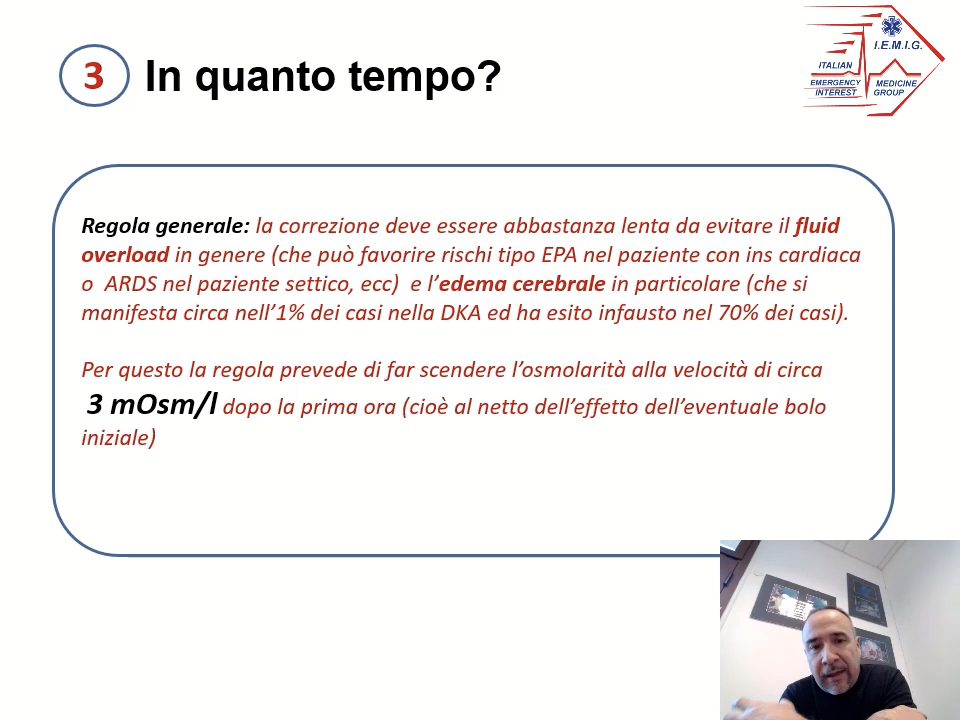 3 In quanto tempo?
I.E.M.I.G.
ITALIAN
EMERGENCY
INTEREST
MEDICINE
GROUP
Regola generale: la correzione deve essere abbastanza lenta da evitare il fluid
overload in genere (che può favorire rischi tipo EPA nel paziente con ins cardiaca
o ARDS nel paziente settico, ecc) e l’edema cerebrale in particolare (che si
manifesta circa nell’1% dei casi nella DKA ed ha esito infausto nel 70% dei casi).
Per questo la regola prevede di far scendere l’osmolarità alla velocità di circa
3 mOsm/l dopo la prima ora (cioè al netto dell’effetto dell’eventuale bolo
iniziale)